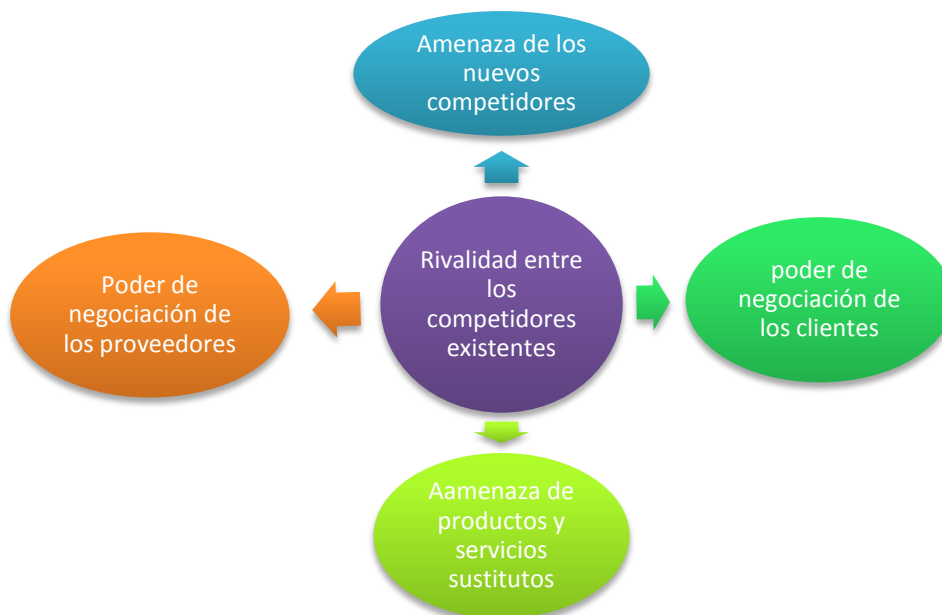 Amenaza de los
nuevos
competidores
Poder de
negociación de
los proveedores
Rivalidad entre
los
competidores
existentes
poder de
negociación de
los clientes
Aamenaza de
productos y
servicios
sustitutos